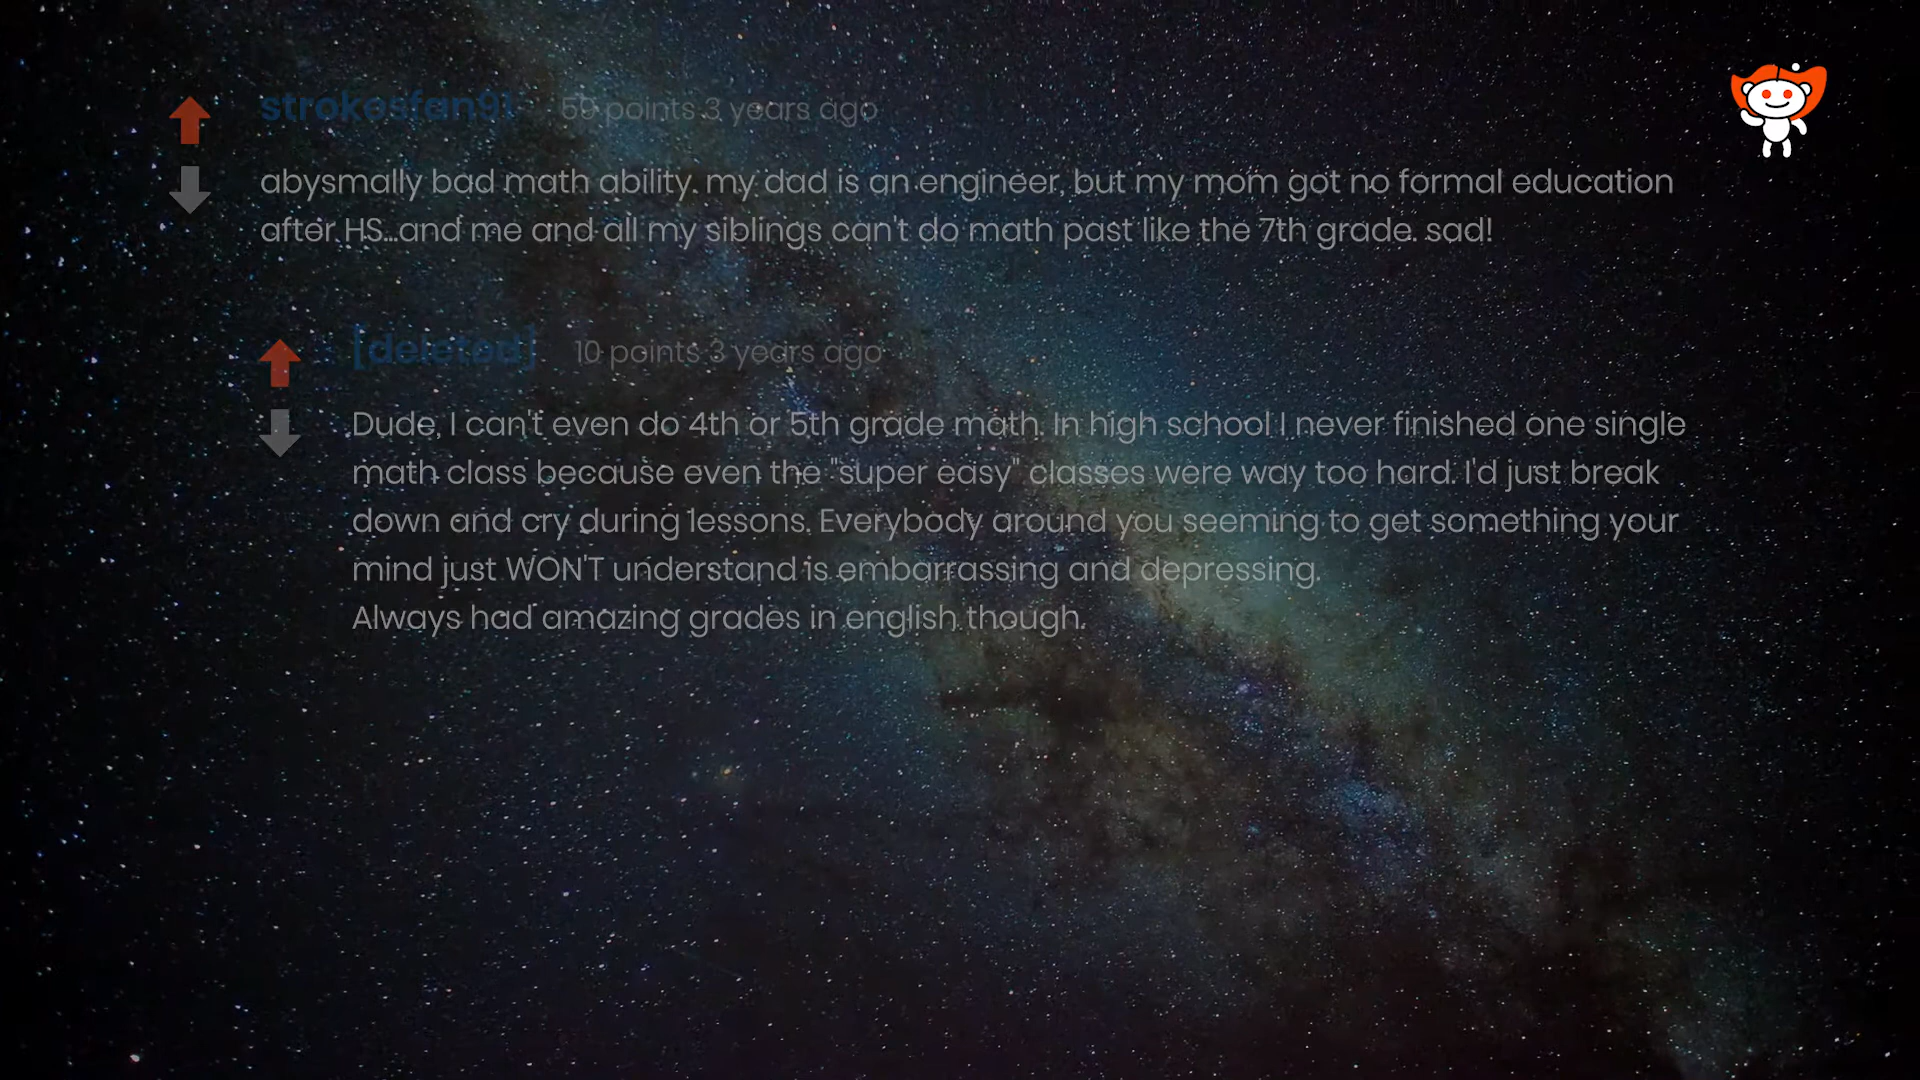 strokosfan91 59 points 3 years ago
abysmally bad math ability. my dad is an engineer, but my mom got no formal education
after HS...and me and all my siblings can't do math past like the 7th grade. sad!
[deleted] 10 points 3 years ago
Dude, I can't even do 4th or 5th grade math. In high school I never finished one single
math class because even the "super easy" classes were way too hard. I'd just break
down and cry during lessons. Everybody around you seeming to get something your
mind just WON'T understand is embarrassing and depressing.
Always had amazing grades in english though.